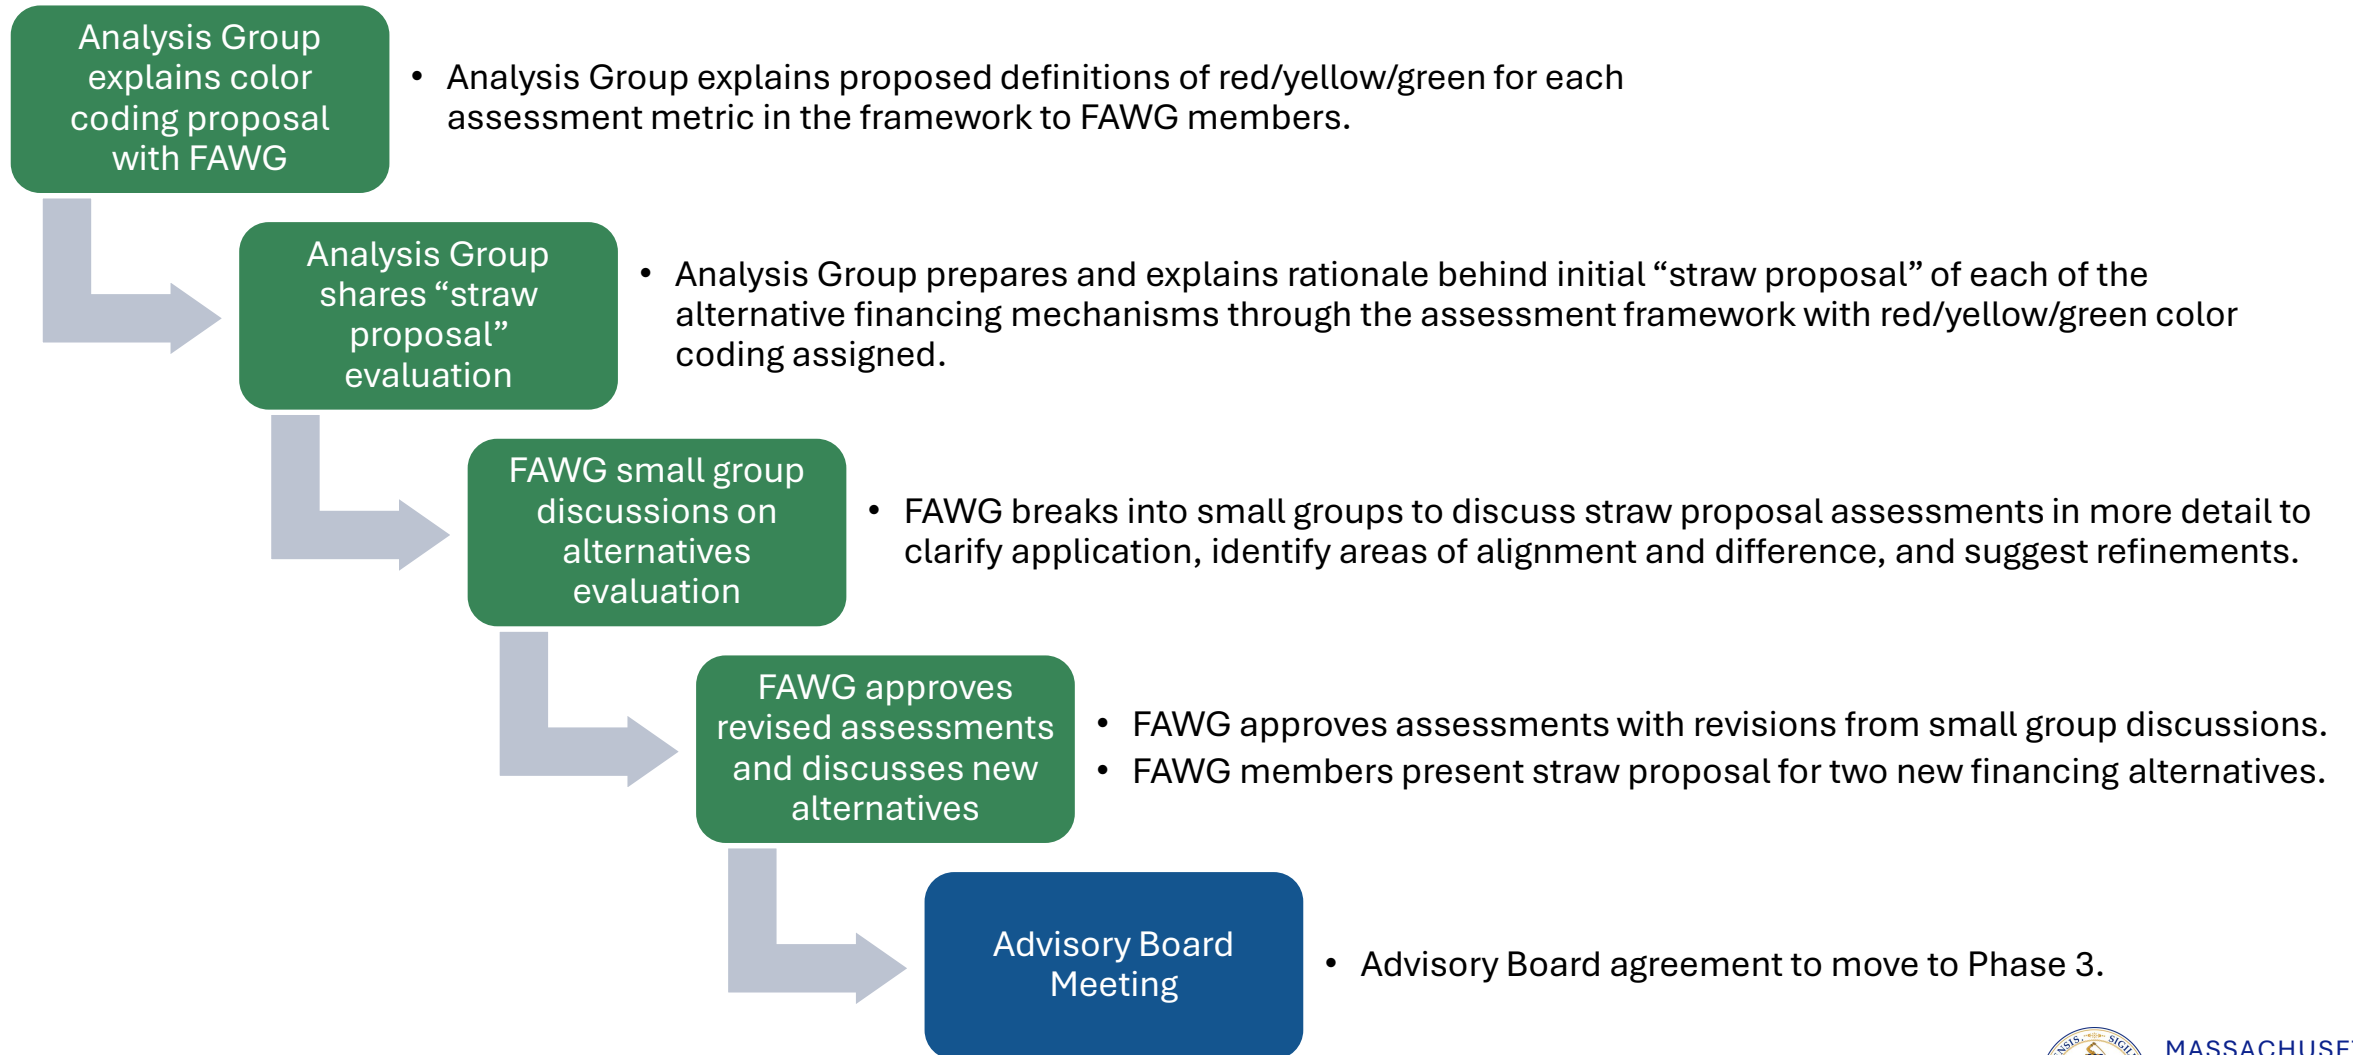 Analysis Group
explains color
coding proposal
with FAWG
• Analysis Group explains proposed definitions of red/yellow/green for each
assessment metric in the framework to FAWG members.
Analysis Group
shares “straw
proposal”
evaluation
• Analysis Group prepares and explains rationale behind initial “straw proposal” of each of the
alternative financing mechanisms through the assessment framework with red/yellow/green color
coding assigned.
FAWG small group
discussions on
alternatives
evaluation
• FAWG breaks into small groups to discuss straw proposal assessments in more detail to
clarify application, identify areas of alignment and difference, and suggest refinements.
FAWG approves
revised assessments
and discusses new
alternatives
• FAWG approves assessments with revisions from small group discussions.
• FAWG members present straw proposal for two new financing alternatives.
Advisory Board
Meeting
• Advisory Board agreement to move to Phase 3.